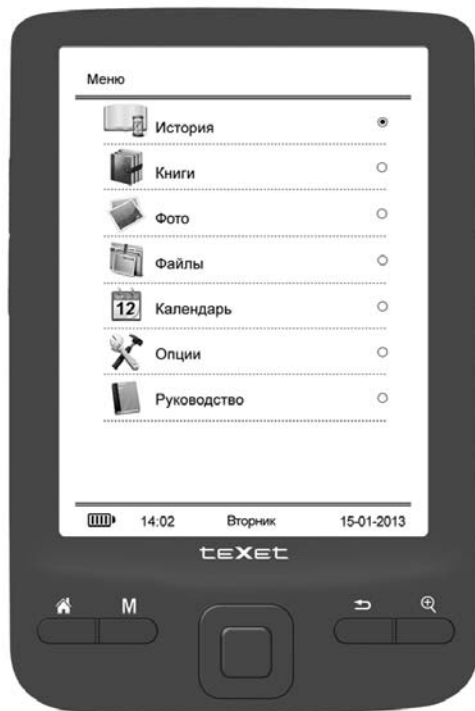 Меню
История
Книги
Фото
Файлы
12 Календарь
Опции
Руководство
14:02 Вторник 15-01-2013
teXet
M